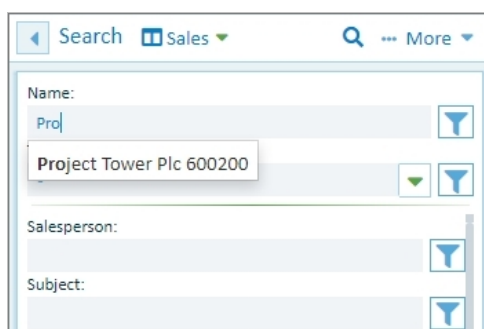 Search Sales More
Name:
Pro
Project Tower Plc 600200
Salesperson:
Subject: